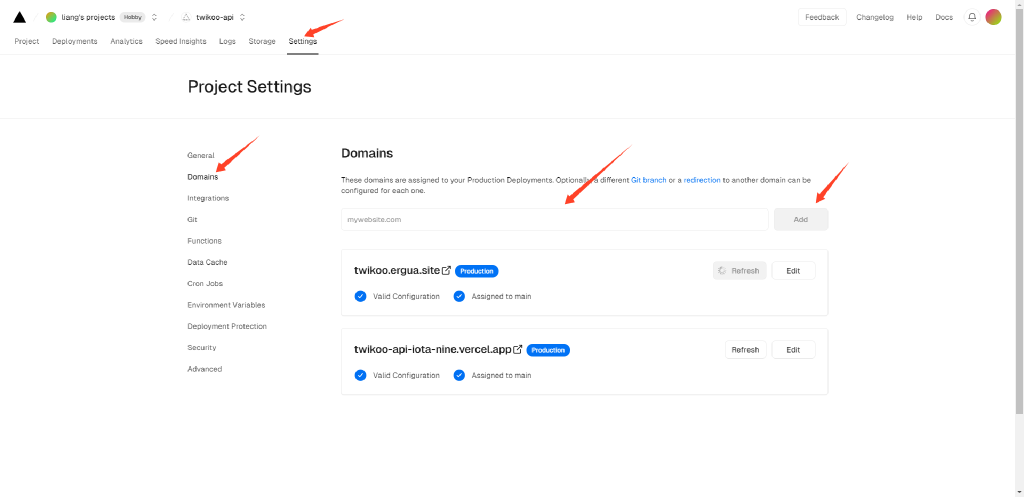 liang's projects Hobby twikoo-api Feedback Changelog Help Docs
Project Deployments Analytics Speed Insights Logs Storage Settings
Project Settings
General
Domains
Integrations
Git
Functions
Data Cache
Cron Jobs
Environment Variables
Deployment Protection
Security
Advanced
Domains
These domains are assigned to your Production Deployments. Optionally, a different Git branch or a redirection to another domain can be
configured for each one.
mywebsite.com Add
twikoo.ergua.site Production Refresh Edit
Valid Configuration Assigned to main
twikoo-api-iota-nine.vercel.app Production Refresh Edit
Valid Configuration Assigned to main